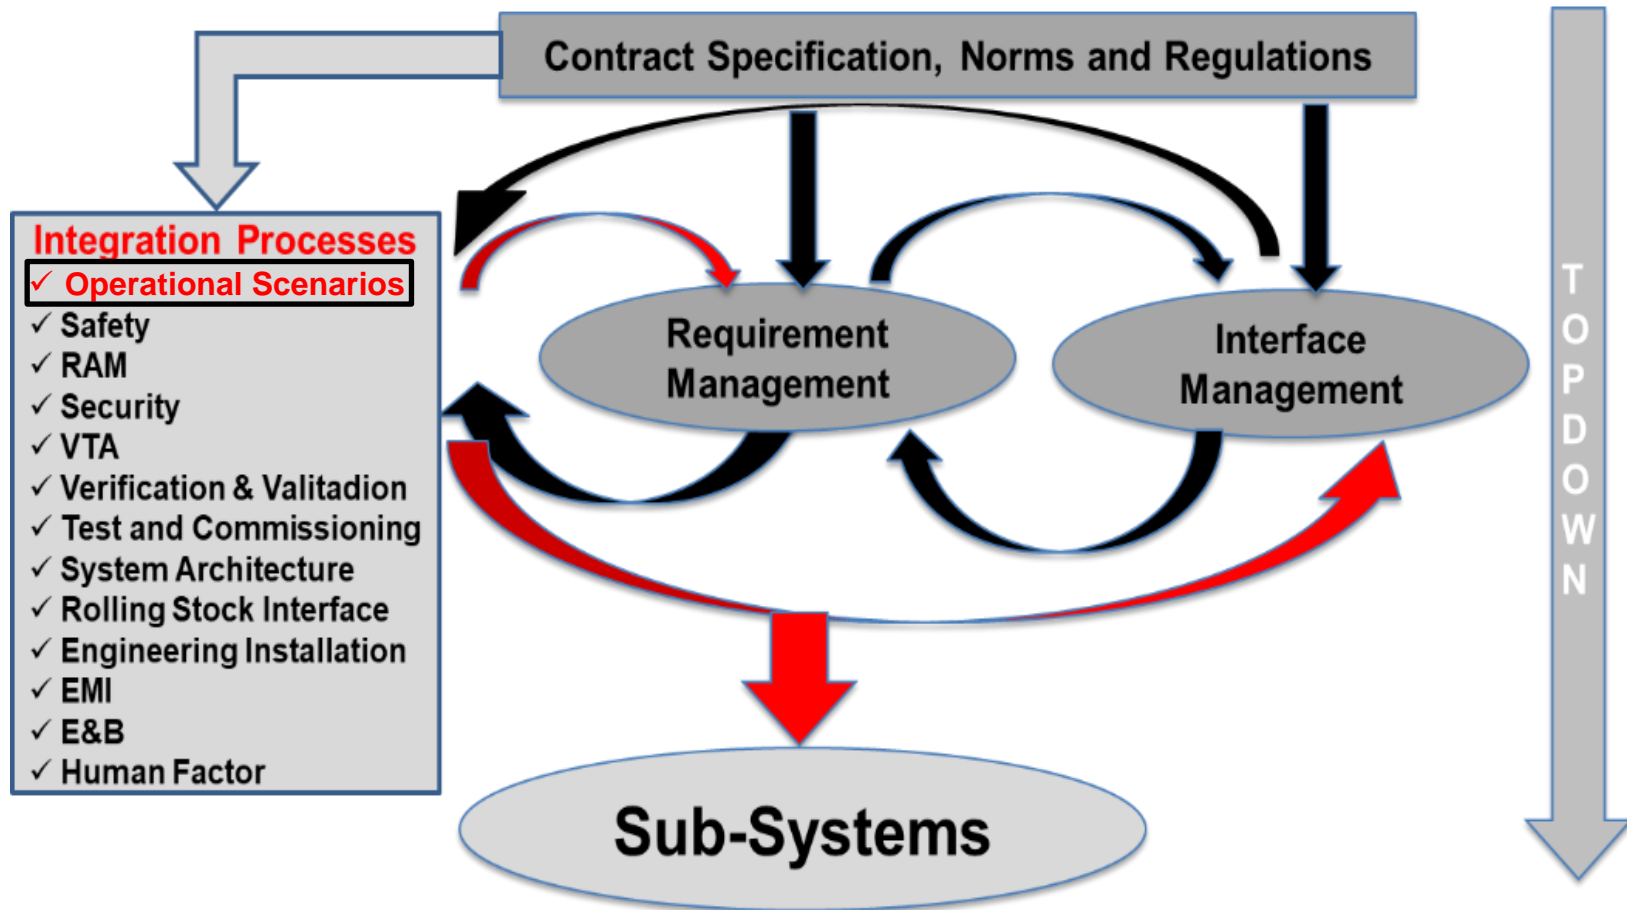 Contract Specification, Norms and Regulations
Integration Processes
✓ Operational Scenarios
✓ Safety
✓ RAM
✓ Security
✓ VTA
✓ Verification & Valitadion
✓ Test and Commissioning
✓ System Architecture
✓ Rolling Stock Interface
✓ Engineering Installation
✓ EMI
✓ E&B
✓ Human Factor
Requirement
Management
Interface
Management
Sub-Systems
T
O
P
D
O
W
N